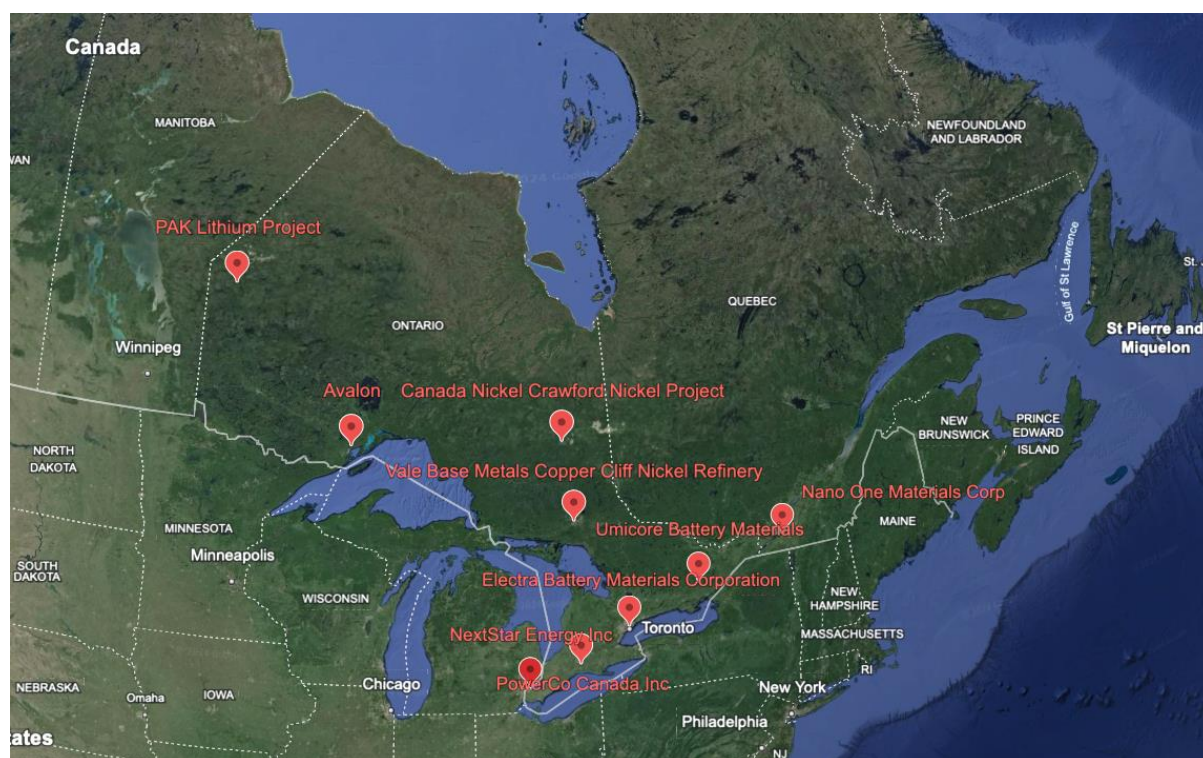 Canada
MANITOBA
NEWFOUNDLAND
AND LABRADOR
WAN
PAK Lithium Project
Gulf of St Lawrence
St. J
ONTARIO
QUEBEC
St Pierre and
Miquelon
Winnipeg
Avalon
Canada Nickel Crawford Nickel Project
NEW
BRUNSWICK
PRINCE
EDWARD
ISLAND
NORTH
DAKOTA
Vale Base Metals Copper Cliff Nickel Refinery
Nano One Materials Corp
MAINE
MINNESOTA
Umicore Battery Materials
Minneapolis
SOUTH
DAKOTA
Electra Battery Materials Corporation
WISCONSIN
NEW
HAMPSHIRE
Toronto
MASSACHUSETTS
NextStar Energy Inc
RI
NEBRASKA
Omaha
IOWA
Chicago
PowerCo Canada Inc
New York
Philadelphia
ates
NJ